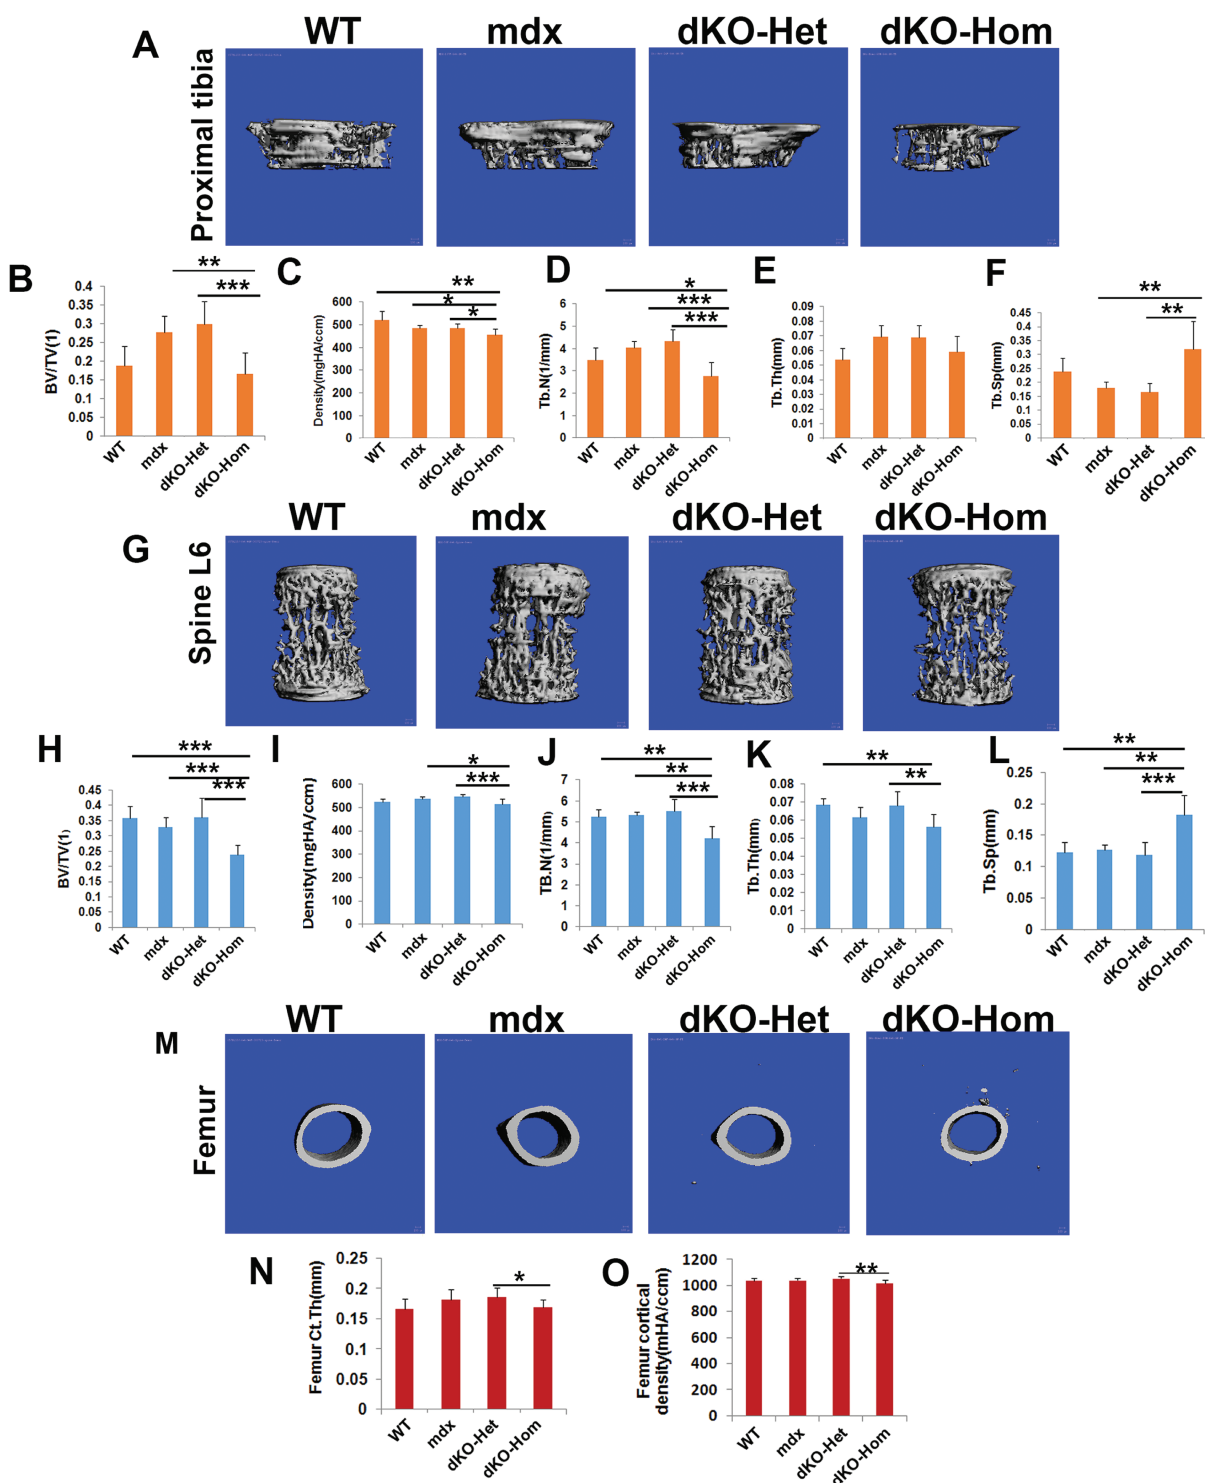 A
WT
mdx
dKO-Het
dKO-Hom
Proximal tibia
B
**
***
BV/TV(1)
0.4
0.35
0.3
0.25
0.2
0.15
0.1
0.05
0
WT
mdx
dKO-Het
dKO-Hom
C
**
*
*
Density(mgHA/ccm)
600
500
400
300
200
100
0
WT
mdx
dKO-Het
dKO-Hom
D
*
***
***
Tb.N(1/mm)
6
5
4
3
2
1
0
WT
mdx
dKO-Het
dKO-Hom
E
Tb.Th(mm)
0.09
0.08
0.07
0.06
0.05
0.04
0.03
0.02
0.01
0
WT
mdx
dKO-Het
dKO-Hom
F
**
**
Tb.Sp(mm)
0.45
0.4
0.35
0.3
0.25
0.2
0.15
0.1
0.05
0
WT
mdx
dKO-Het
dKO-Hom
G
WT
mdx
dKO-Het
dKO-Hom
Spine L6
H
***
***
***
BV/TV(1)
0.45
0.4
0.35
0.3
0.25
0.2
0.15
0.1
0.05
0
WT
mdx
dKO-Het
dKO-Hom
I
*
***
Density(mgHA/ccm)
600
500
400
300
200
100
0
WT
mdx
dKO-Het
dKO-Hom
J
**
**
***
TB.N(1/mm)
7
6
5
4
3
2
1
0
WT
mdx
dKO-Het
dKO-Hom
K
**
**
Tb.Th(mm)
0.08
0.07
0.06
0.05
0.04
0.03
0.02
0.01
0
WT
mdx
dKO-Het
dKO-Hom
L
**
**
***
Tb.Sp(mm)
0.25
0.2
0.15
0.1
0.05
0
WT
mdx
dKO-Het
dKO-Hom
M
WT
mdx
dKO-Het
dKO-Hom
Femur
N
*
Femur Ct.Th(mm)
0.25
0.2
0.15
0.1
0.05
0
WT
mdx
dKO-Het
dKO-Hom
O
**
Femur cortical
density(mHA/ccm)
1200
1000
800
600
400
200
0
WT
mdx
dKO-Het
dKO-Hom